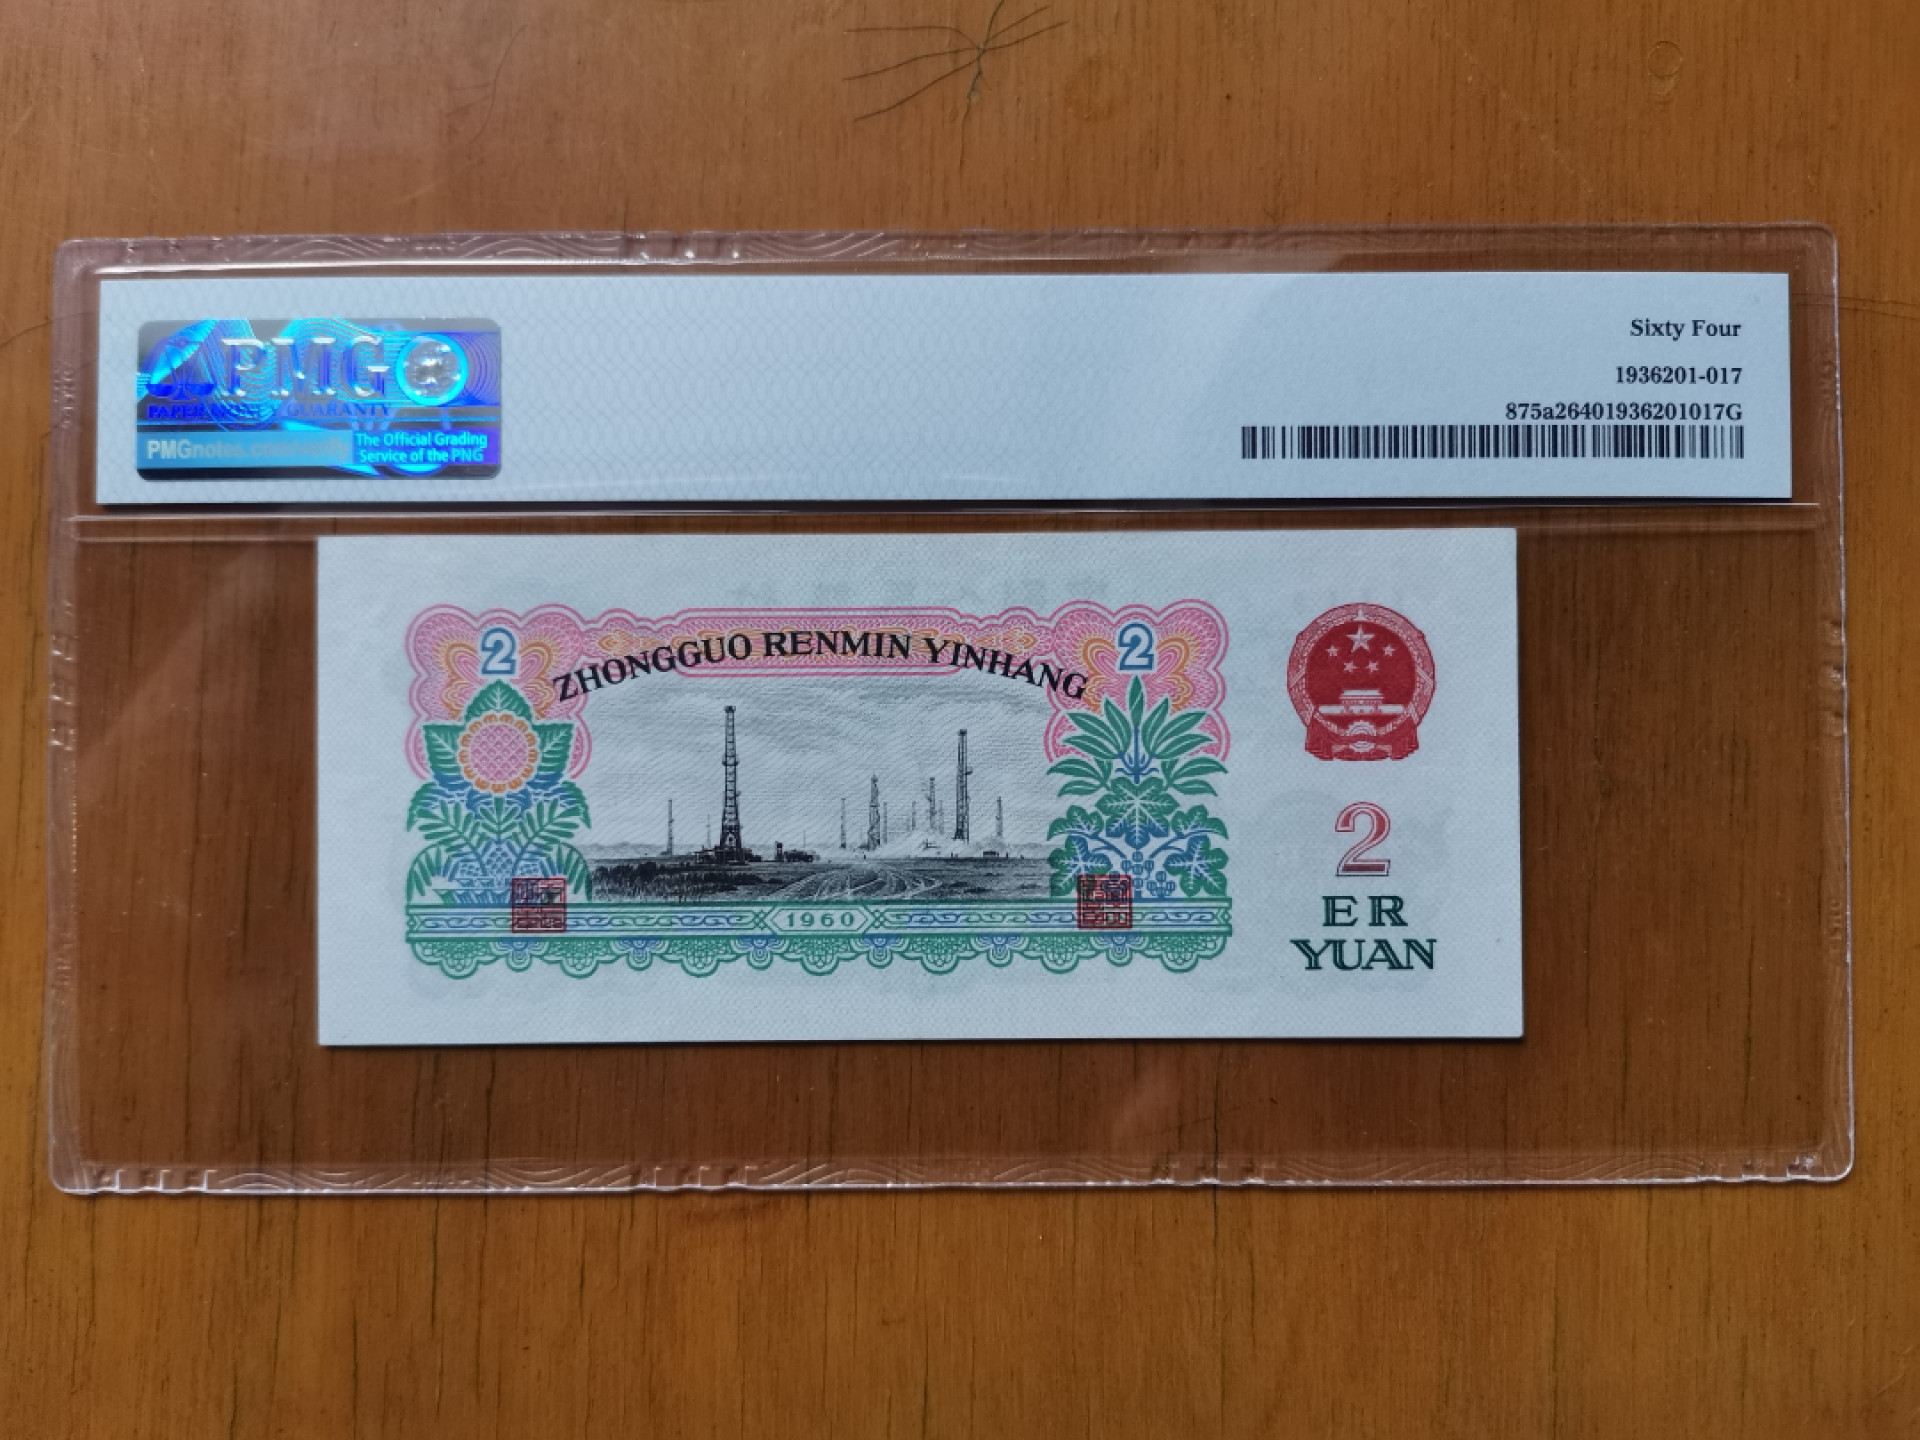 PMG
PAPER MONEY GUARANTY
PMGnotes.com/verify
The Official Grading
Service of the PNG
Sixty Four
1936201-017
875a26401936201017G
2
ZHONGGUO RENMIN YINHANG
2
1960
2
ER
YUAN